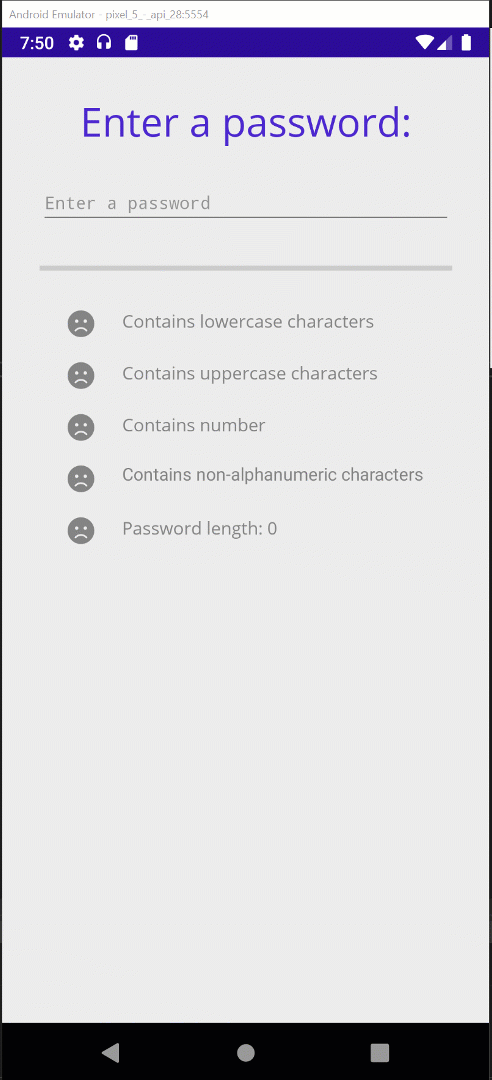 Android Emulator - pixel_5_-_api_28:5554
7:50
Enter a password:
Enter a password
Contains lowercase characters
Contains uppercase characters
Contains number
Contains non-alphanumeric characters
Password length: 0